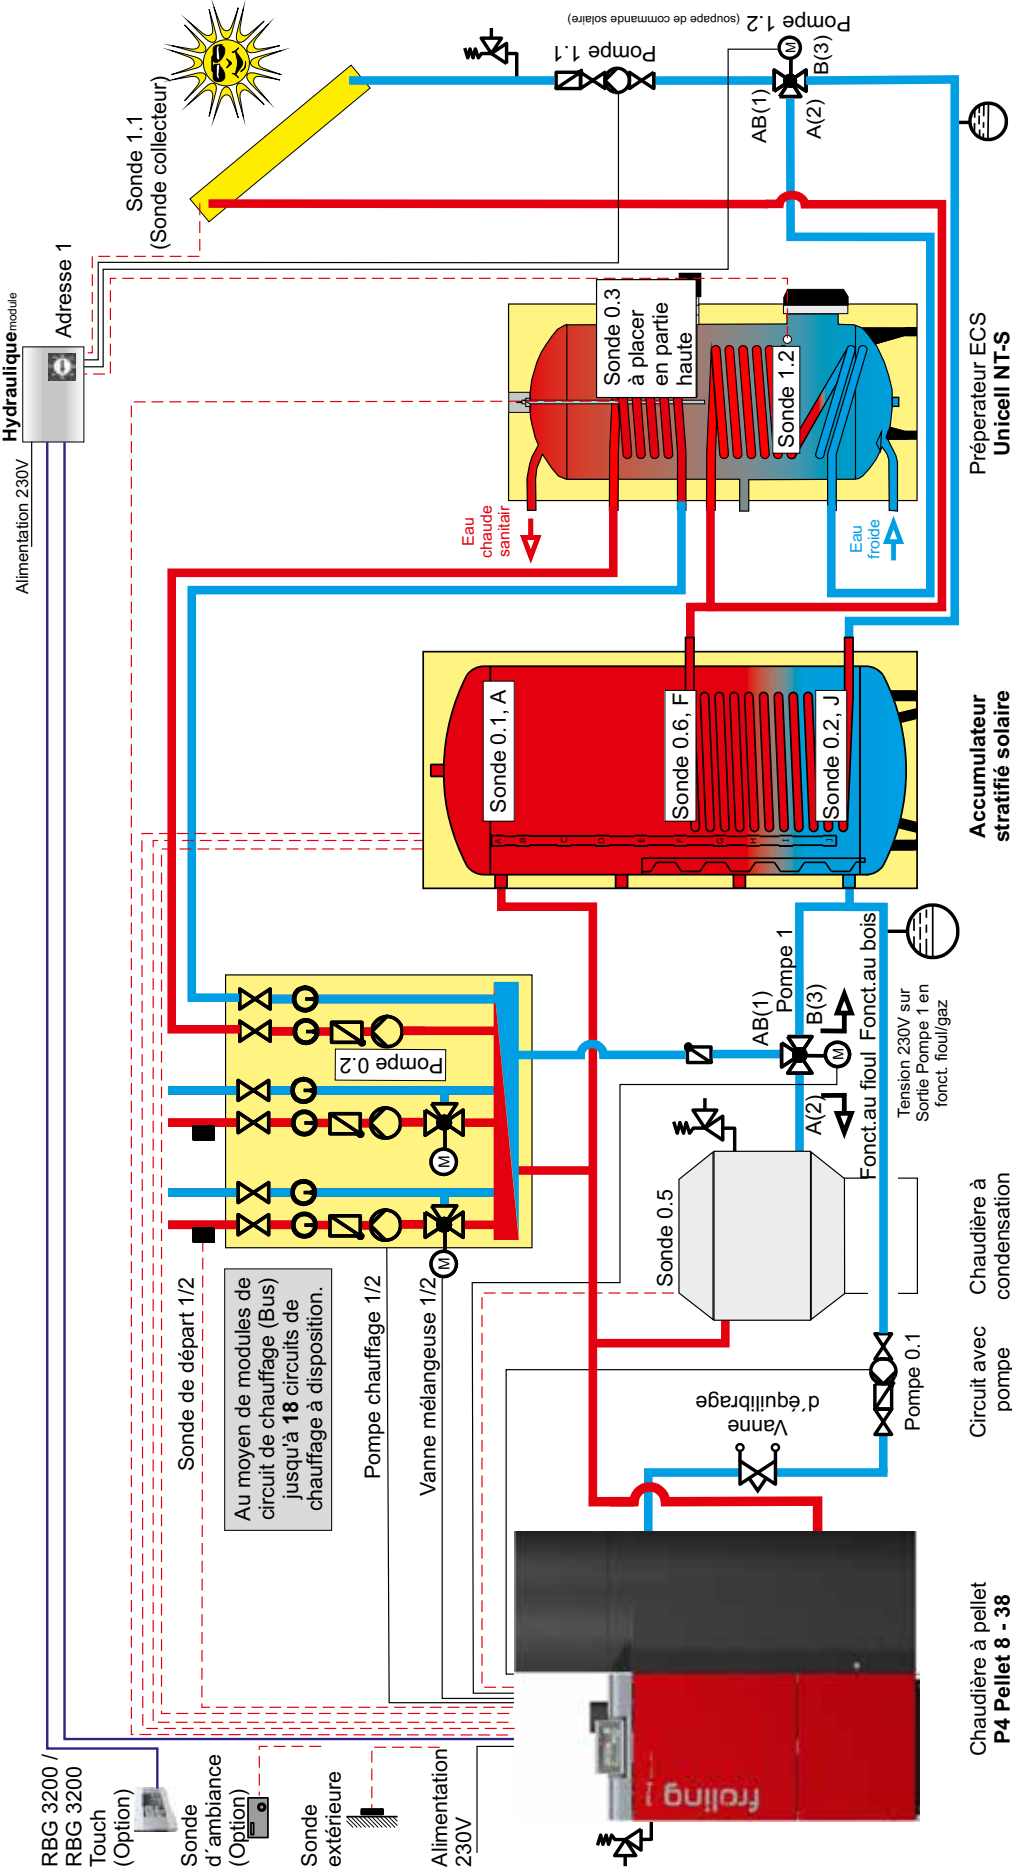 RBG 3200 /
RBG 3200
Touch
(Option)
Sonde
d´ambiance
(Option)
Sonde
extérieure
Alimentation
230V
Alimentation 230V
Hydraulique module
Adresse 1
Sonde 1.1
(Sonde collecteur)
Sonde de départ 1/2
Au moyen de modules de
circuit de chauffage (Bus)
jusqu'à 18 circuits de
chauffage à disposition.
Pompe chauffage 1/2
Vanne mélangeuse 1/2
M
M
Pompe 0.2
Eau
chaude
sanitair
Eau
froide
Sonde 0.3
à placer
en partie
haute
Sonde 1.2
Pompe 1.1
Pompe 1.2
(soupape de commande solaire)
M
AB(1)
B(3)
A(2)
Sonde 0.1, A
Sonde 0.6, F
Sonde 0.2, J
A
B
C
D
E
F
G
H
I
J
Sonde 0.5
AB(1)
Pompe 1
B(3)
A(2)
M
Fonct.au fioul
Fonct.au bois
Tension 230V sur
Sortie Pompe 1 en
fonct. fioul/gaz
Vanne
d´équilibrage
Pompe 0.1
froling
Chaudière à pellet
P4 Pellet 8 - 38
Circuit avec
pompe
Chaudière à
condensation
Accumulateur
stratifié solaire
Préperateur ECS
Unicell NT-S